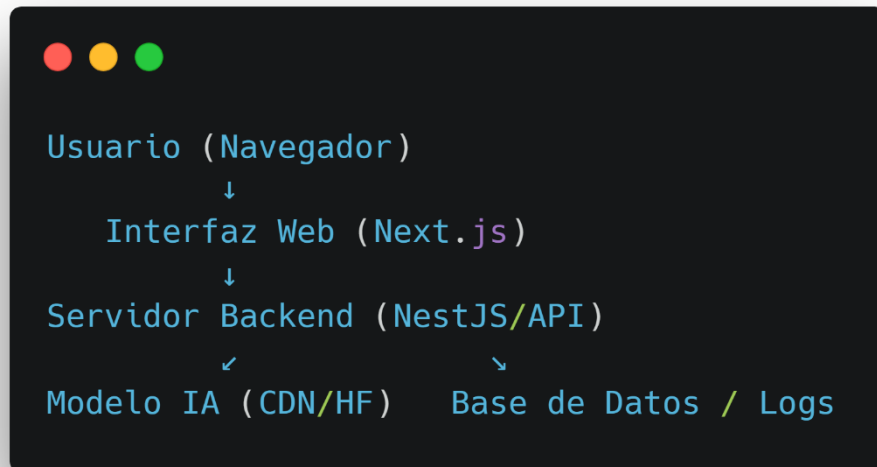 Usuario (Navegador)
↓
Interfaz Web (Next.js)
↓
Servidor Backend (NestJS/API)
↙ ↘
Modelo IA (CDN/HF) Base de Datos / Logs